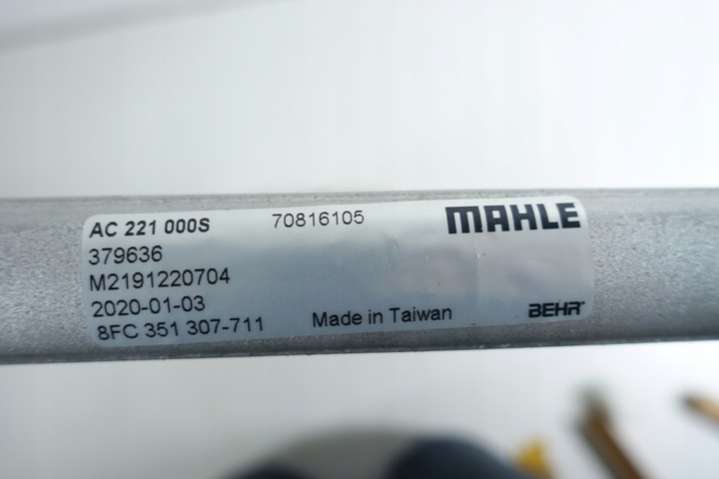 AC 221 000S 70816105 MAHLE
379636
M2191220704
2020-01-03
8FC 351 307-711 Made in Taiwan BEHR